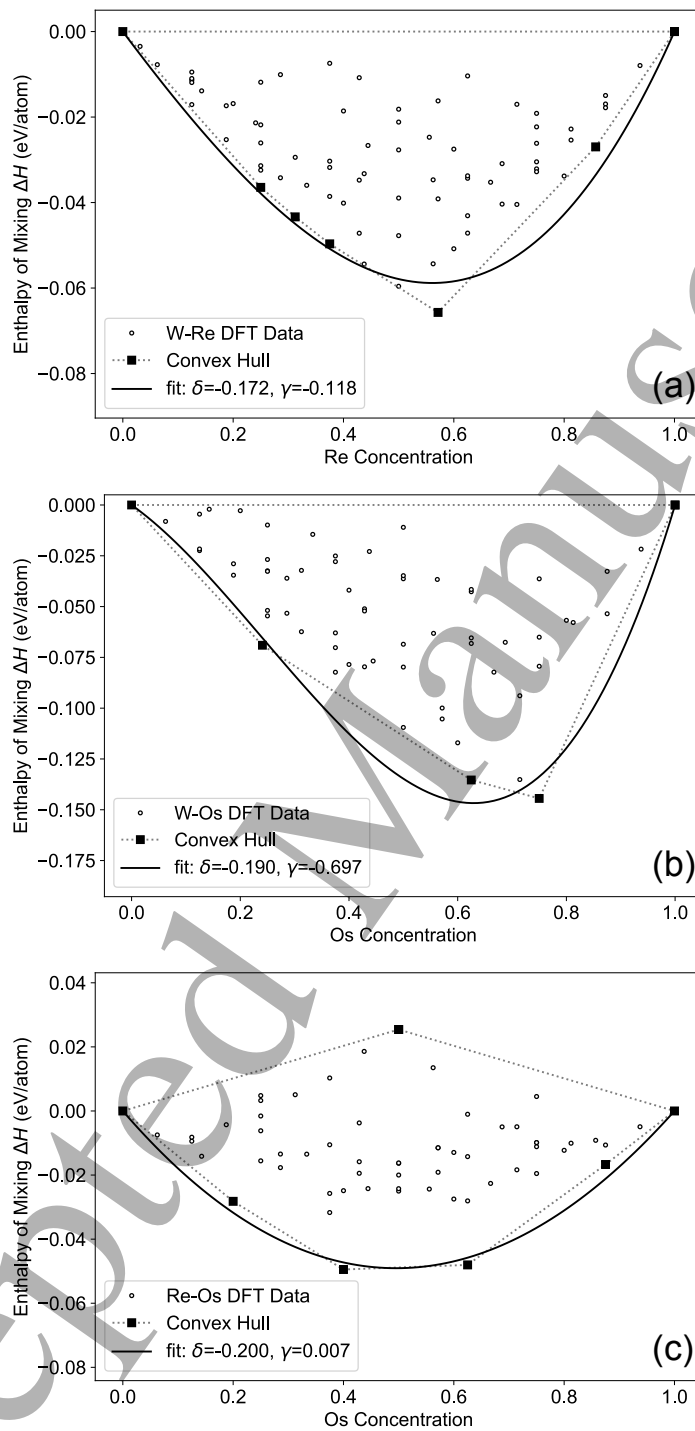 0.00
−0.02
−0.04
−0.06
−0.08
Enthalpy of Mixing ΔH (eV/atom)
W-Re DFT Data
Convex Hull
fit: δ=-0.172, γ=-0.118
(a)
0.0 0.2 0.4 0.6 0.8 1.0
Re Concentration
0.000
−0.025
−0.050
−0.075
−0.100
−0.125
−0.150
−0.175
Enthalpy of Mixing ΔH (eV/atom)
W-Os DFT Data
Convex Hull
fit: δ=-0.190, γ=-0.697
(b)
0.0 0.2 0.4 0.6 0.8 1.0
Os Concentration
0.04
0.02
0.00
−0.02
−0.04
−0.06
−0.08
Enthalpy of Mixing ΔH (eV/atom)
Re-Os DFT Data
Convex Hull
fit: δ=-0.200, γ=0.007
(c)
0.0 0.2 0.4 0.6 0.8 1.0
Os Concentration
epted Manus